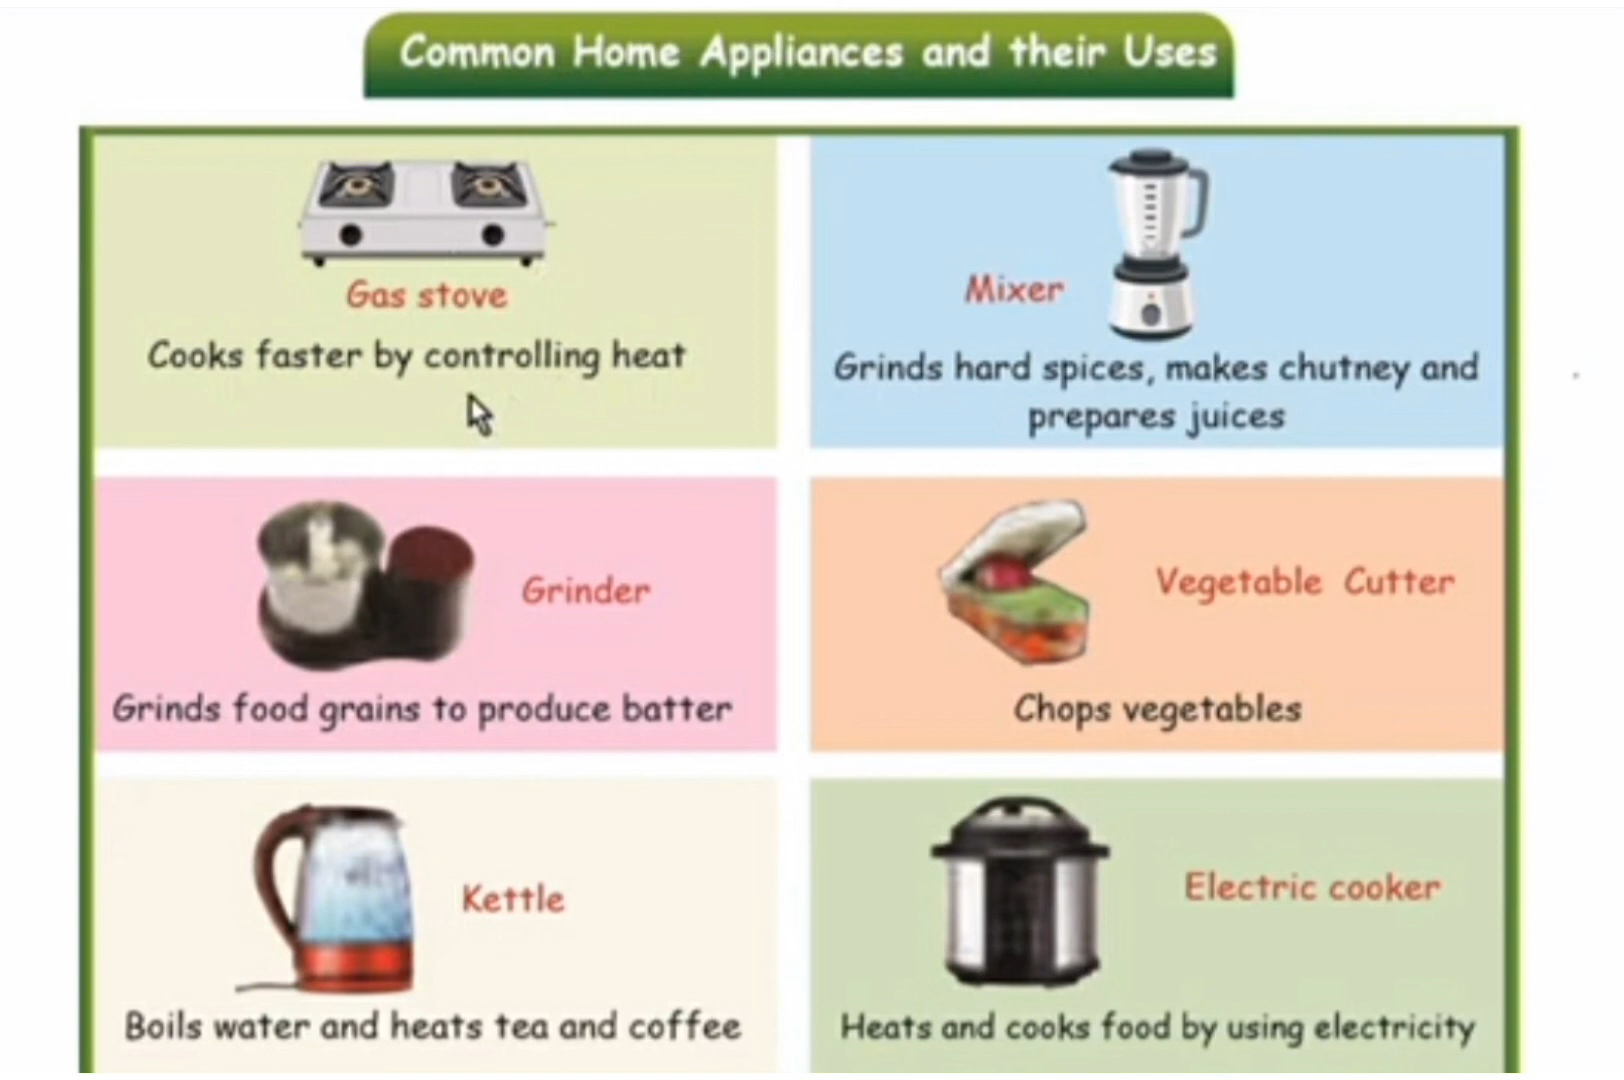 Common Home Appliances and their Uses
Gas stove
Cooks faster by controlling heat
Mixer
Grinds hard spices, makes chutney and
prepares juices
Grinder
Grinds food grains to produce batter
Vegetable Cutter
Chops vegetables
Kettle
Boils water and heats tea and coffee
Electric cooker
Heats and cooks food by using electricity